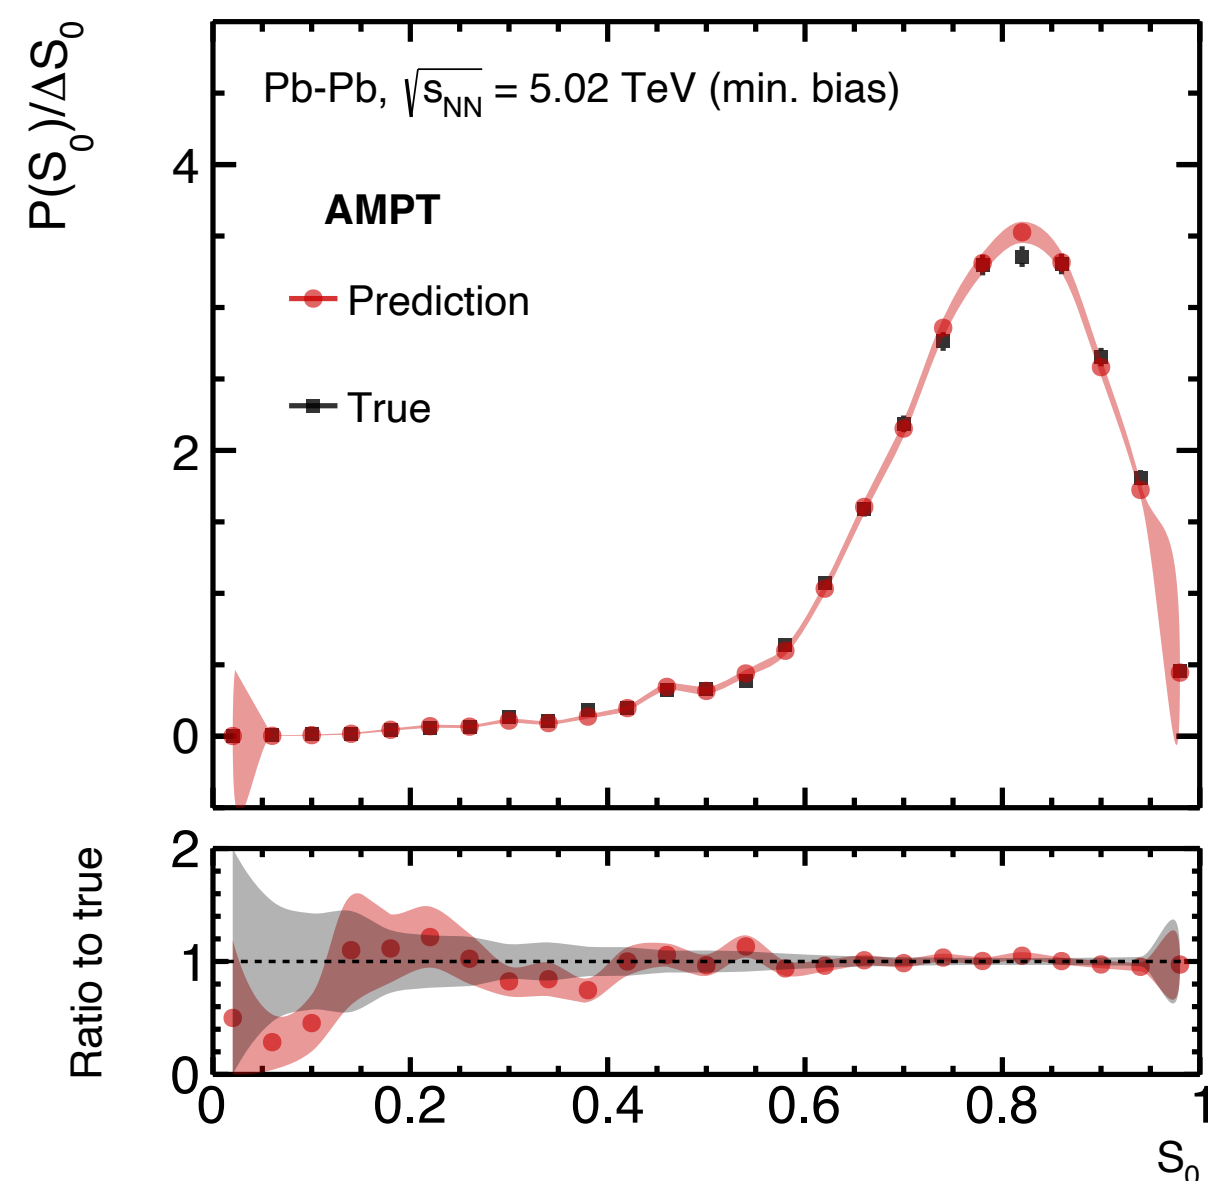 P(S₀)/ΔS₀
Pb-Pb, √s_NN = 5.02 TeV (min. bias)
AMPT
Prediction
True
4
2
0
Ratio to true
2
1
0
0 0.2 0.4 0.6 0.8 1
S₀